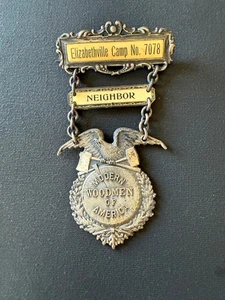 Elizabethville Camp No. 7078
NEIGHBOR
MODERN
WOODMEN
OF
AMERICA